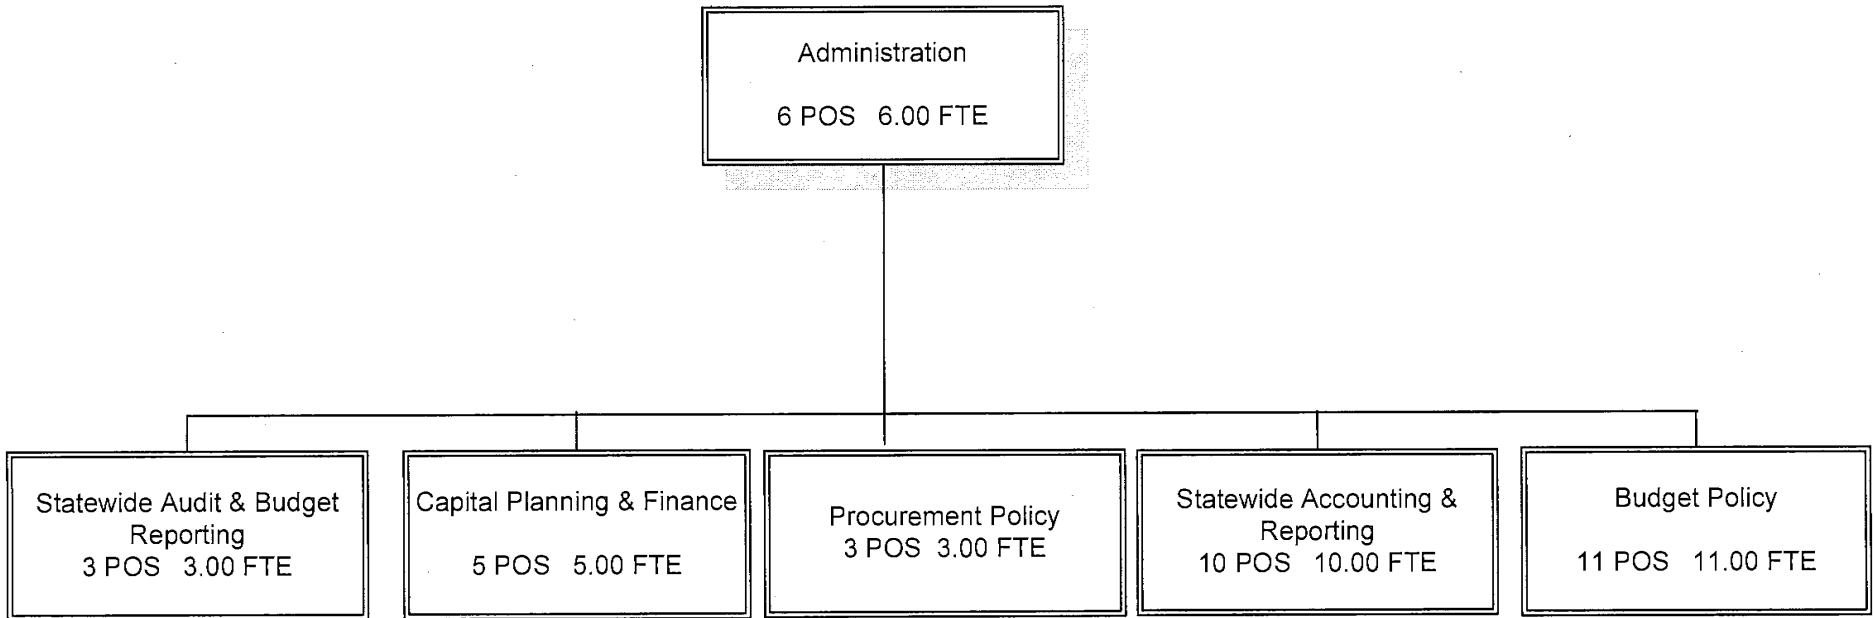 Administration
6 POS 6.00 FTE
Statewide Audit & Budget
Reporting
3 POS 3.00 FTE
Capital Planning & Finance
5 POS 5.00 FTE
Procurement Policy
3 POS 3.00 FTE
Statewide Accounting &
Reporting
10 POS 10.00 FTE
Budget Policy
11 POS 11.00 FTE